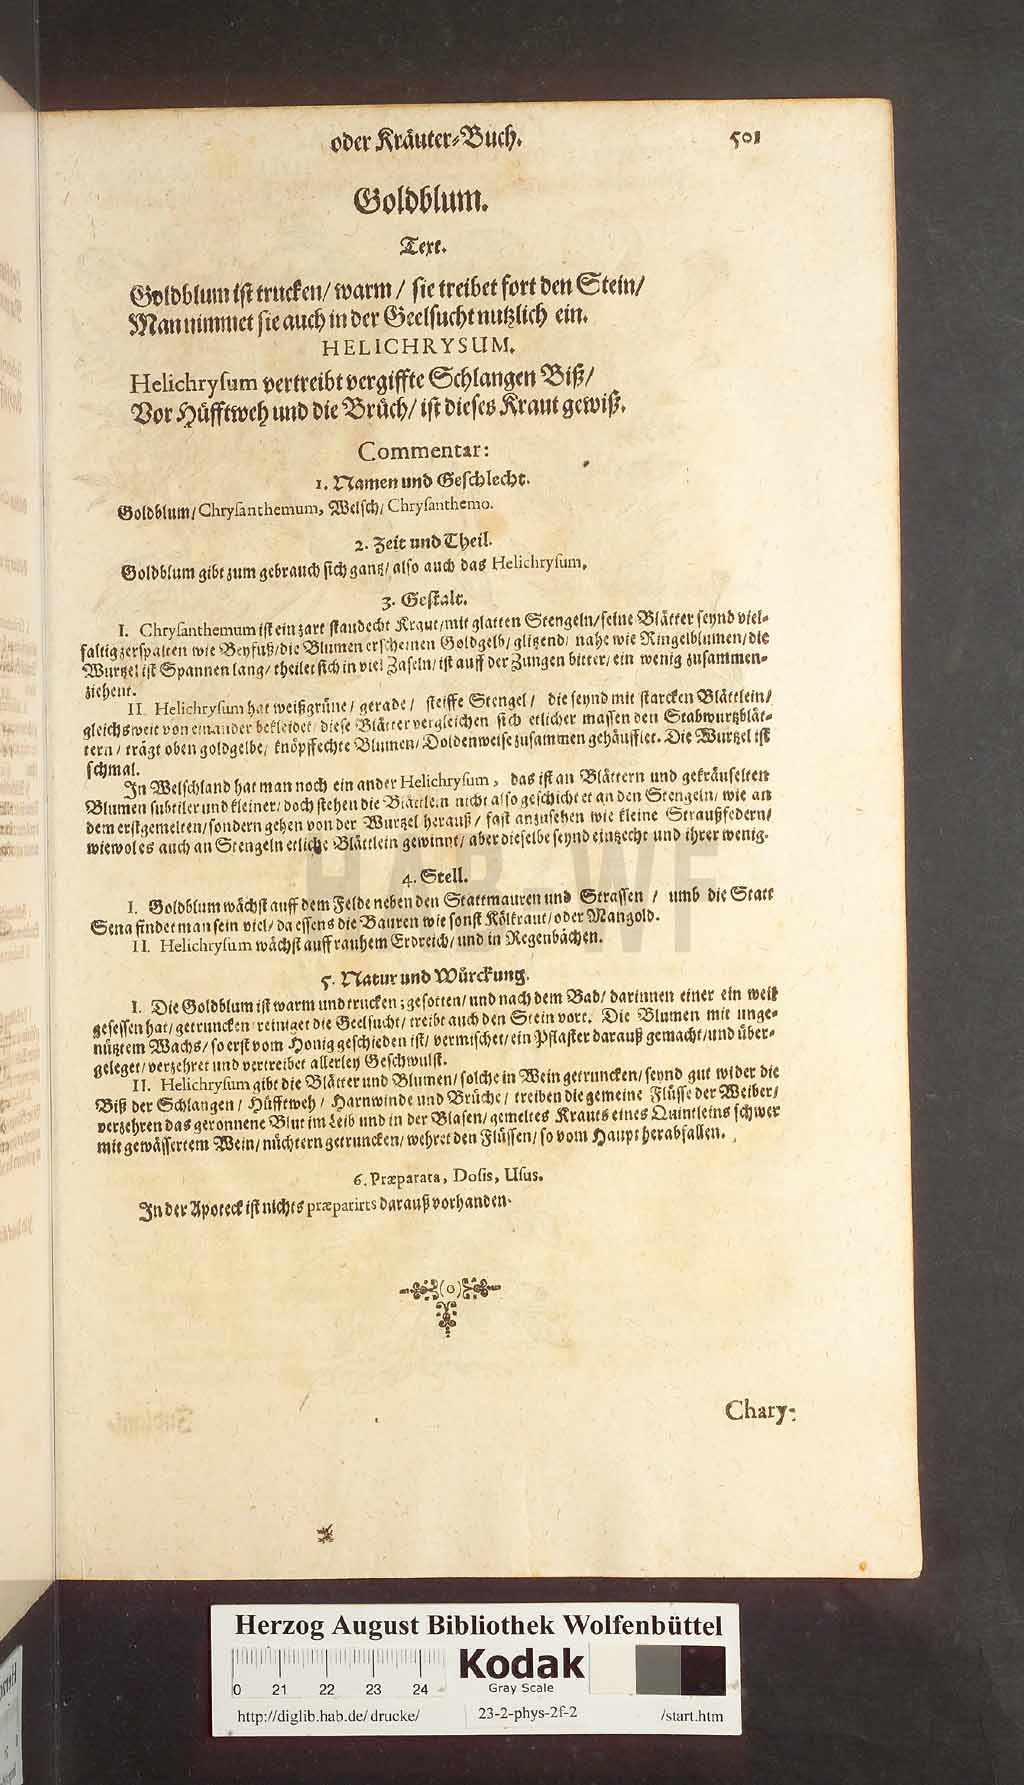 oder Kräuter-Buch. 501
Goldblum.
Text.
Goldblum ist trucken/ warm / sie treibet fort den Stein/
Man nimmet sie auch in der Geelsucht nutzlich ein.
HELICHRYSUM.
Helichrysum vertreibt vergiffte Schlangen Biß/
Vor Hüfftweh und die Brüch/ ist dieses Kraut gewiß.
Commentar:
1. Namen und Geschlecht.
Goldblum/ Chrysanthemum, Welsch/ Chrysanthemo.
2. Zeit und Theil.
Goldblum gibt zum gebrauch sich gantz/ also auch das Helichrysum.
3. Gestalt.
I. Chrysanthemum ist ein zart staudecht Kraut/ mit glatten Stengeln/ seine Blätter seynd viel-
faltig zerspalten wie Beyfuß/ die Blumen erscheinen Goldgelb/ glitzend/ nahe wie Ringelblumen/ die
Wurtzel ist Spannen lang/ theilet sich in viel Zaseln/ ist auff der Zungen bitter/ ein wenig zusammen-
ziehent.
II. Helichrysum hat weißgrüne/ gerade/ steiffe Stengel/ die seynd mit starcken Blättlein/
gleichsweit von einander bekleidet/ diese Blätter vergleichen sich etlicher massen den Stabwurtzblät-
tern/ trägt oben goldgelbe/ knöpffechte Blumen/ Doldenweise zusammen gehäufflet. Die Wurtzel ist
schmal.
In Welschland hat man noch ein ander Helichrysum, das ist an Blättern und gekräuselten
Blumen subtiler und kleiner/ doch stehen die Blättlein nicht also geschichtet an den Stengeln/ wie an
dem erstgemelten/ sondern gehen von der Wurtzel herauß/ fast anzusehen wie kleine Straußfedern/
wiewol es auch an Stengeln etliche Blättlein gewinnt/ aber dieselbe seynd eintzecht und ihrer wenig.
4. Stell.
I. Goldblum wächst auff dem Felde neben den Stattmauren und Strassen / umb die Statt
Sena findet man sein viel/ da essens die Bauren wie sonst Kölkraut/ oder Mangold.
II. Helichrysum wächst auff rauhem Erdreich/ und in Regenbächen.
5. Natur und Würckung.
I. Die Goldblum ist warm und trucken; gesotten/ und nach dem Bad/ darinnen einer ein weil
gesessen hat/ getruncken/ reiniget die Geelsucht/ treibt auch den Stein vort. Die Blumen mit unge-
nütztem Wachs/ so erst vom Honig geschieden ist/ vermischet/ ein Pflaster darauß gemacht/ und über-
geleget/ verzehret und vertreibet allerley Geschwulst.
II. Helichrysum gibt die Blätter und Blumen/ solche in Wein getruncken/ seynd gut wider die
Biß der Schlangen/ Hüfftweh/ Harnwinde und Brüche/ treiben die gemeine Flüsse der Weiber/
verzehren das geronnene Blut im Leib und in der Blasen/ gemeltes Krauts eines Quintleins schwer
mit gewässertem Wein/ nüchtern getruncken/ wehret den Flüssen/ so vom Haupt herabfallen.
6. Præparata, Dosis, Usus.
In der Apoteck ist nichts præparirts darauß vorhanden.
(o)
Chary-
HAB-WF
Herzog August Bibliothek Wolfenbüttel
Kodak
Gray Scale
0 21 22 23 24
http://diglib.hab.de/drucke/ 23-2-phys-2f-2 /start.htm